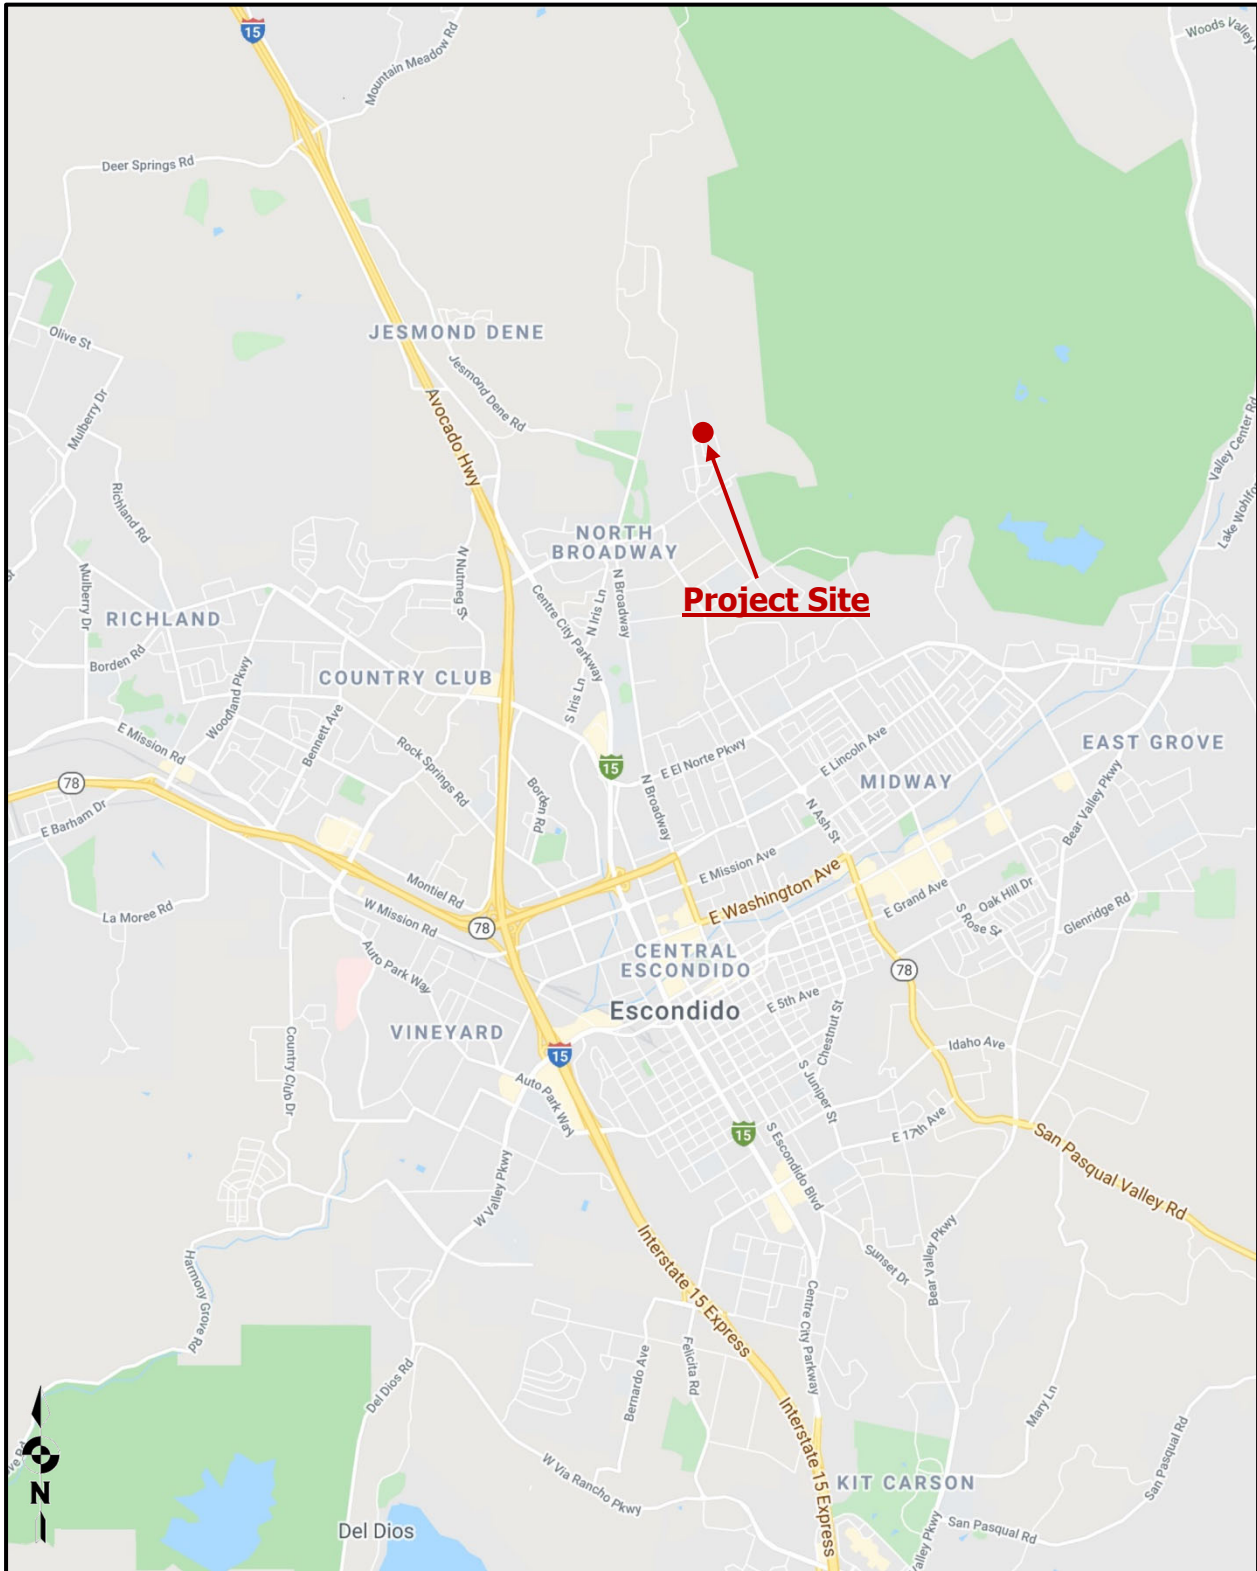 15
Mountain Meadow Rd
Woods Valley
Deer Springs Rd
Olive St
JESMOND DENE
Jesmond Dene Rd
Avocado Hwy
Mulberry Dr
Richland Rd
Valley Center Rd
Lake Wohlfo
NORTH
BROADWAY
N Nutmeg St
Centre City Parkway
N Iris Ln
N Broadway
Project Site
Mulberry Dr
St
RICHLAND
Borden Rd
Woodland Pkwy
COUNTRY CLUB
S Iris Ln
E Mission Rd
Bennett Ave
Rock Springs Rd
15
E El Norte Pkwy
E Lincoln Ave
EAST GROVE
MIDWAY
78
E Barham Dr
Borden Rd
N Broadway
N Ash St
Bear Valley Pkwy
Montiel Rd
E Mission Ave
E Washington Ave
E Grand Ave
Oak Hill Dr
S Rose St
Glenridge Rd
La Moree Rd
W Mission Rd
78
Auto Park Way
CENTRAL
ESCONDIDO
78
Escondido
E 5th Ave
Chestnut St
VINEYARD
15
Idaho Ave
Country Club Dr
Auto Park Way
S Juniper St
15
E 17th Ave
S Escondido Blvd
San Pasqual Valley Rd
W Valley Pkwy
Harmony Grove Rd
Interstate 15 Express
Sunset Dr
Bear Valley Pkwy
Centre City Parkway
Felicita Rd
Bernardo Ave
Del Dios Rd
Mary Ln
San Pasqual Rd
Interstate 15 Express
ve Rd
N
W Via Rancho Pkwy
KIT CARSON
Del Dios
San Pasqual Rd
alley Pkwy